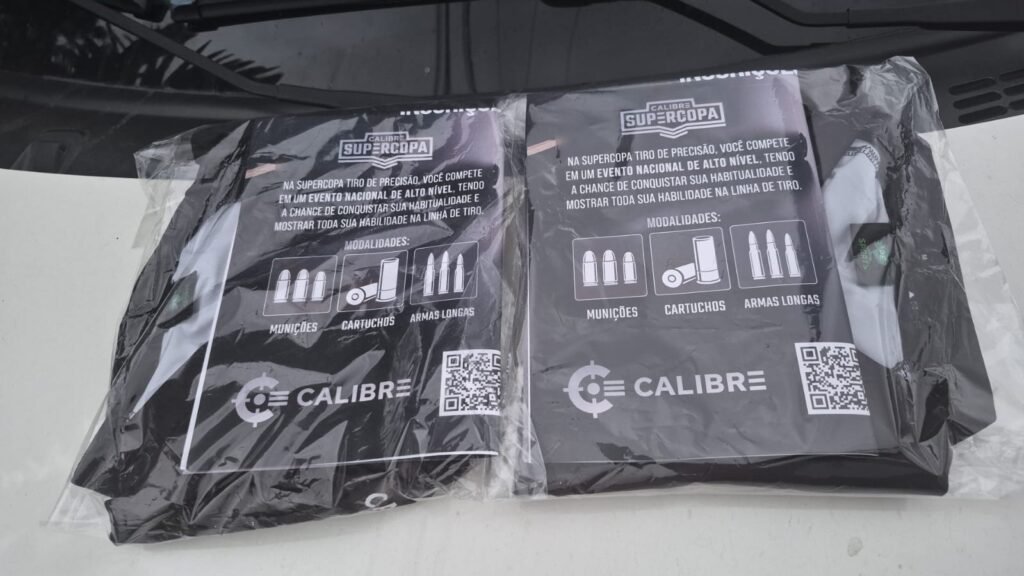 CALIBRE
SUPERCOPA
NA SUPERCOPA TIRO DE PRECISÃO, VOCÊ COMPETE
EM UM EVENTO NACIONAL DE ALTO NÍVEL, TENDO
A CHANCE DE CONQUISTAR SUA HABITUALIDADE E
MOSTRAR TODA SUA HABILIDADE NA LINHA DE TIRO.
MODALIDADES:
MUNIÇÕES CARTUCHOS ARMAS LONGAS
CALIBRE
CALIBRE
SUPERCOPA
NA SUPERCOPA TIRO DE PRECISÃO, VOCÊ COMPETE
EM UM EVENTO NACIONAL DE ALTO NÍVEL, TENDO
A CHANCE DE CONQUISTAR SUA HABITUALIDADE E
MOSTRAR TODA SUA HABILIDADE NA LINHA DE TIRO.
MODALIDADES:
MUNIÇÕES CARTUCHOS ARMAS LONGAS
CALIBRE